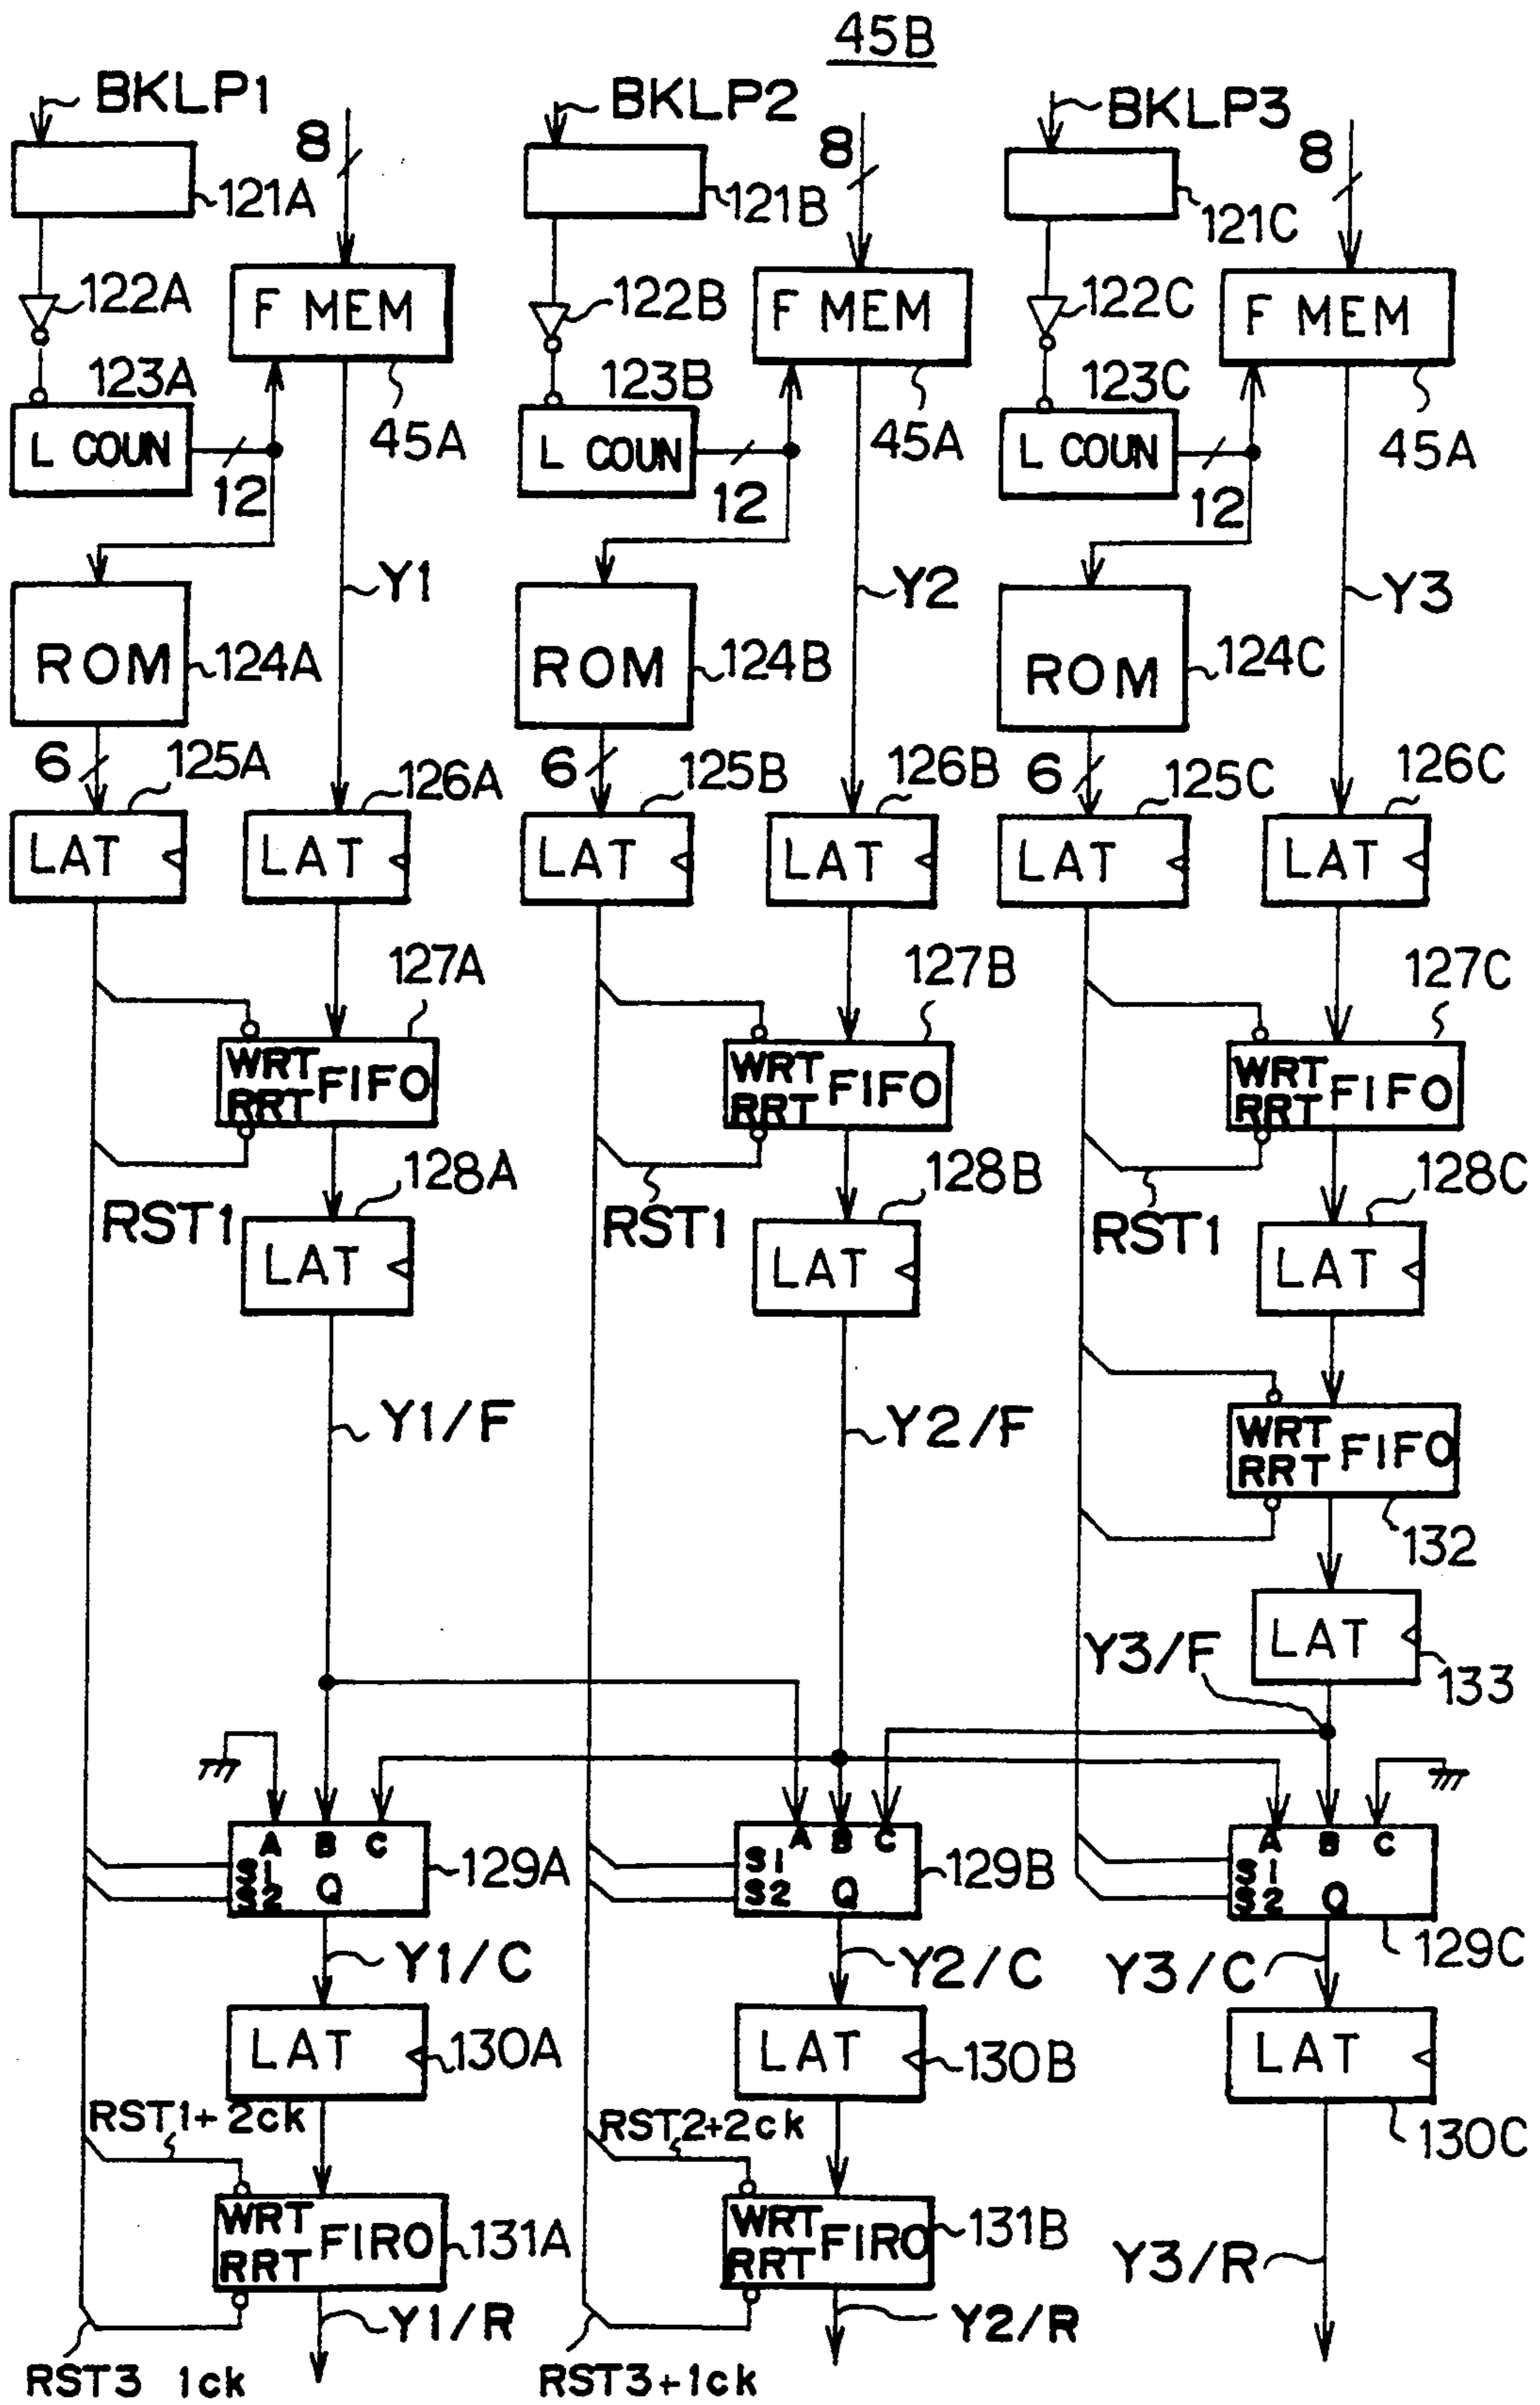 45B
BKLP1 BKLP2 BKLP3
8 8 8
121A 121B 121C
122A 122B 122C
F MEM F MEM F MEM
123A 123B 123C
L COUN 45A L COUN 45A L COUN 45A
12 12 12
Y1 Y2 Y3
ROM 124A ROM 124B ROM 124C
6 125A 126A 6 125B 126B 6 125C 126C
LAT LAT LAT LAT LAT LAT
127A 127B 127C
WRT FIFO WRT FIFO WRT FIFO
RRT RRT RRT
128A 128B 128C
RST1 RST1 RST1
LAT LAT LAT
Y1/F Y2/F
WRT FIFO
RRT
132
LAT
Y3/F
133
A B C A B C A B C
S1 S1 S1
S2 Q 129A S2 Q 129B S2 Q
129C
Y1/C Y2/C Y3/C
LAT 130A LAT 130B LAT
130C
RST1+2ck RST2+2ck
WRT FIRO 131A WRT FIRO 131B
RRT RRT
Y3/R
Y1/R Y2/R
RST3 1ck RST3+1ck